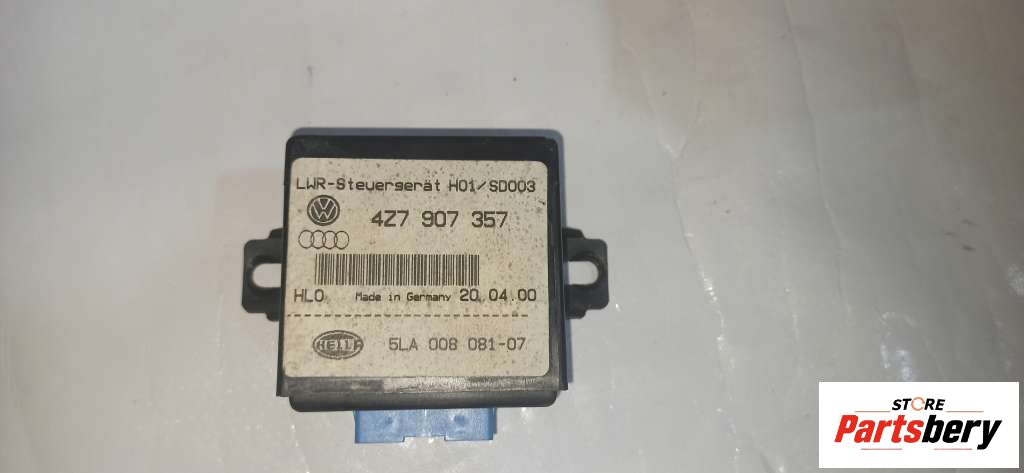 LWR-Steuergerät H01/SD003
4Z7 907 357
HLO Made in Germany 20.04.00
HELLA
5LA 008 081-07
STORE
Partsbery